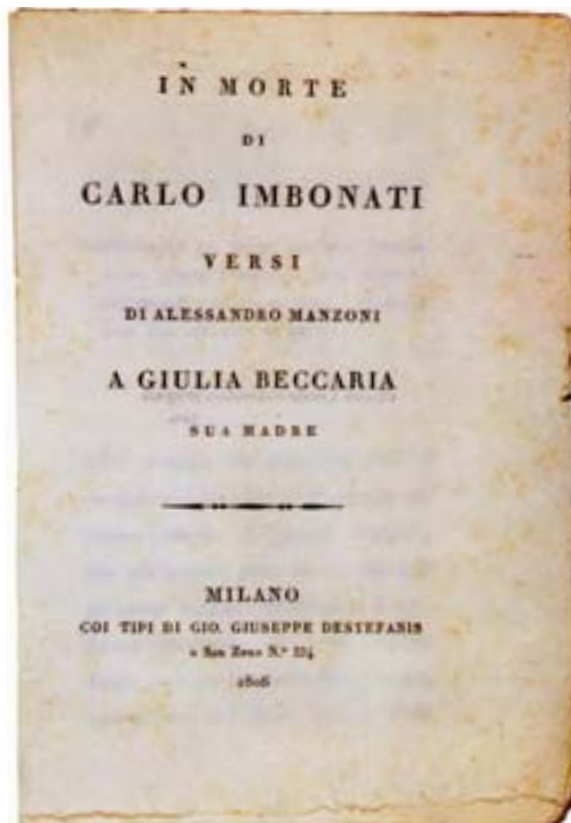 IN MORTE
DI
CARLO IMBONATI
VERSI
DI ALESSANDRO MANZONI
A GIULIA BECCARIA
SUA MADRE
MILANO
COI TIPI DI GIO. GIUSEPPE DESTEFANIS
a San Zeno N.º 534
1806